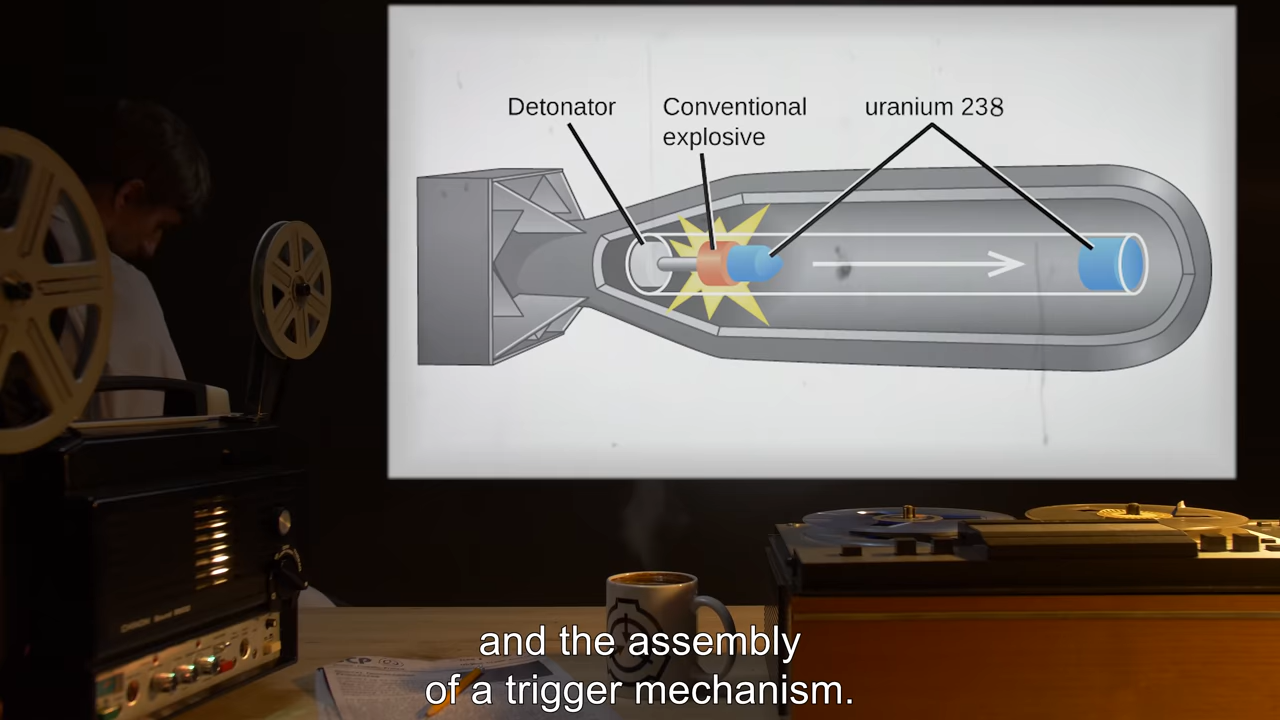 Detonator
Conventional
explosive
uranium 238
and the assembly
of a trigger mechanism.